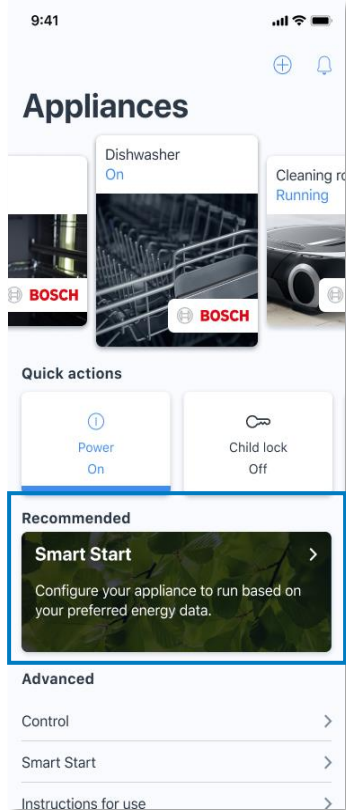 9:41
Appliances
Dishwasher
On
Cleaning ro
Running
BOSCH
BOSCH
Quick actions
Power
On
Child lock
Off
Recommended
Smart Start
Configure your appliance to run based on
your preferred energy data.
Advanced
Control
Smart Start
Instructions for use